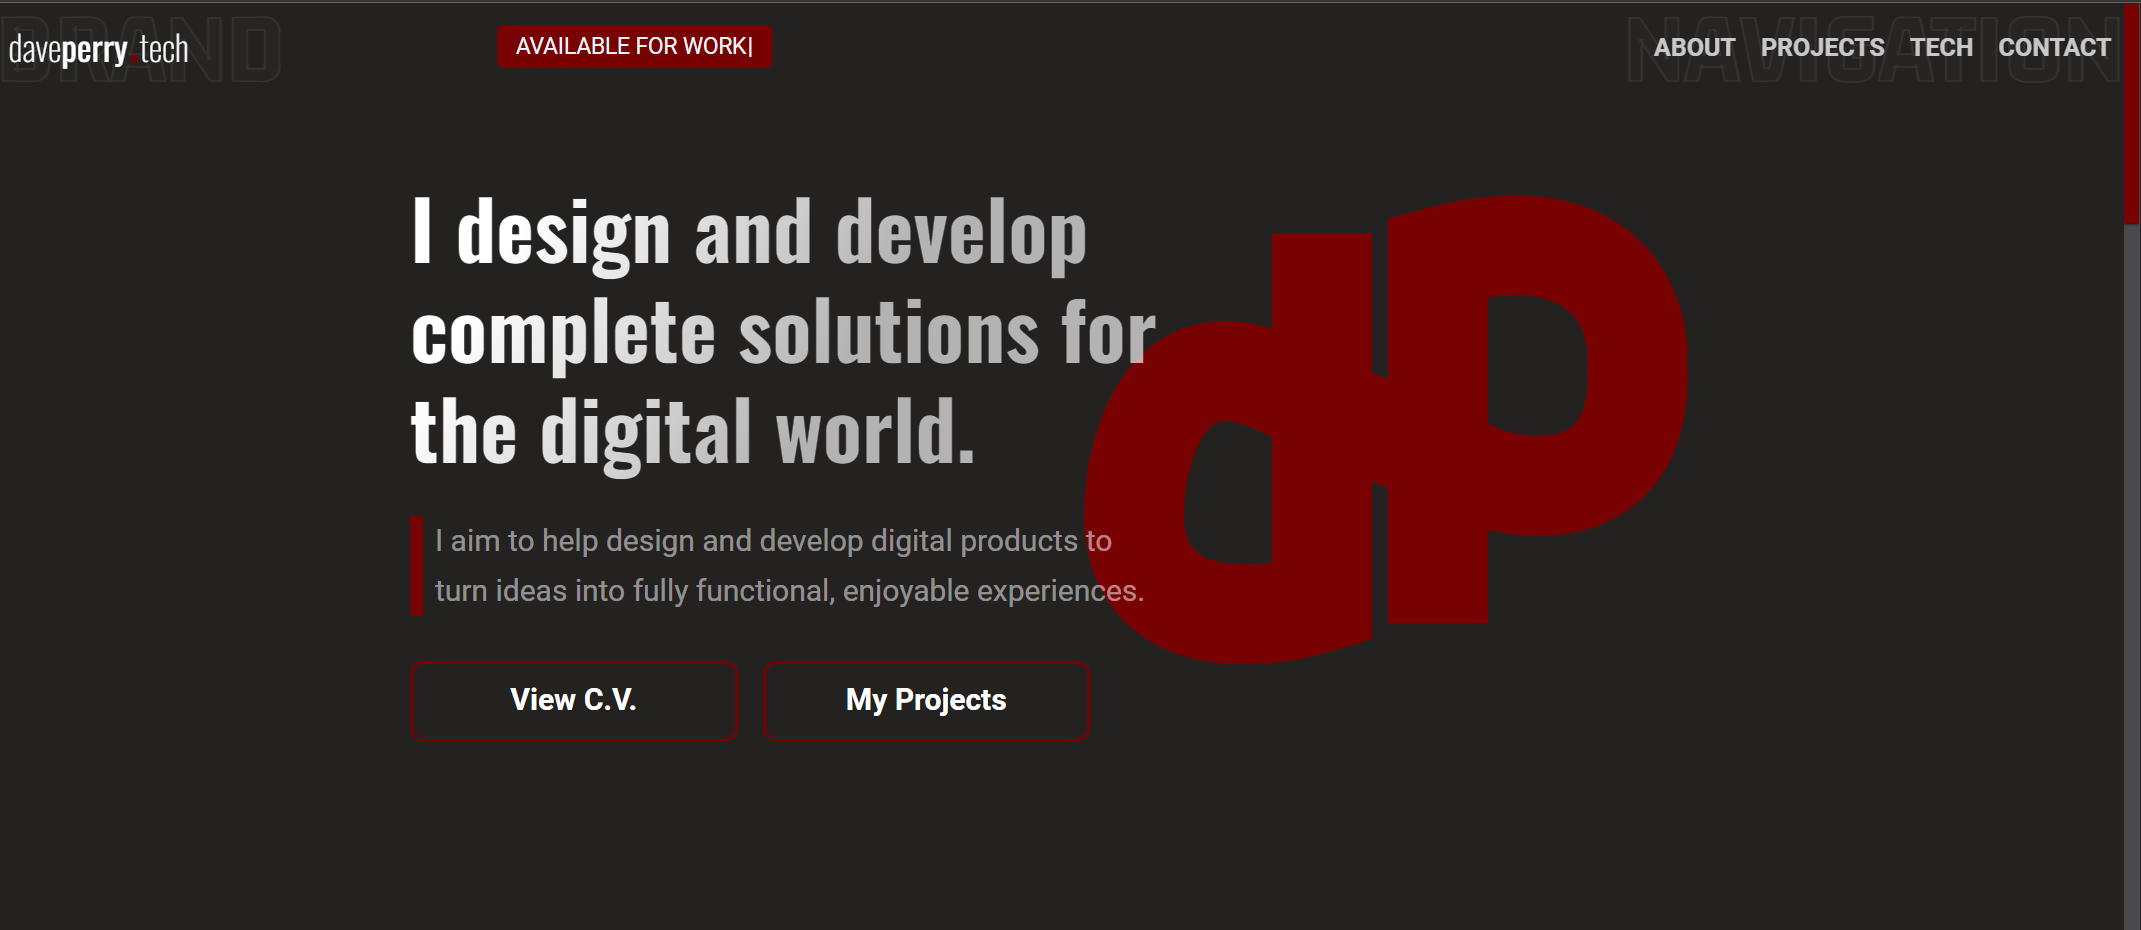 BRAND
daveperry.tech
AVAILABLE FOR WORK|
NAVIGATION
ABOUT PROJECTS TECH CONTACT
I design and develop
complete solutions for
the digital world.
dp
I aim to help design and develop digital products to
turn ideas into fully functional, enjoyable experiences.
View C.V. My Projects